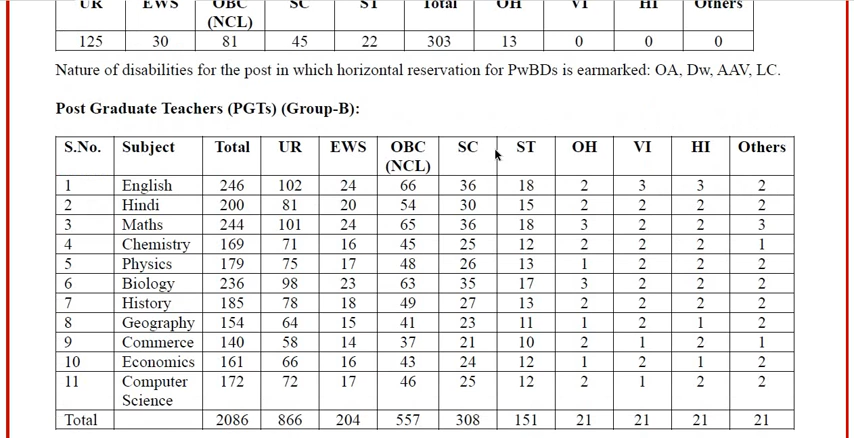 UR EWS OBC (NCL) SC ST Total OH VI HI Others
125 30 81 45 22 303 13 0 0 0
Nature of disabilities for the post in which horizontal reservation for PwBDs is earmarked: OA, Dw, AAV, LC.
Post Graduate Teachers (PGTs) (Group-B):
S.No. Subject Total UR EWS OBC (NCL) SC ST OH VI HI Others
1 English 246 102 24 66 36 18 2 3 3 2
2 Hindi 200 81 20 54 30 15 2 2 2 2
3 Maths 244 101 24 65 36 18 3 2 2 3
4 Chemistry 169 71 16 45 25 12 2 2 2 1
5 Physics 179 75 17 48 26 13 1 2 2 2
6 Biology 236 98 23 63 35 17 3 2 2 2
7 History 185 78 18 49 27 13 2 2 2 2
8 Geography 154 64 15 41 23 11 1 2 1 2
9 Commerce 140 58 14 37 21 10 2 1 2 1
10 Economics 161 66 16 43 24 12 1 2 1 2
11 Computer Science 172 72 17 46 25 12 2 1 2 2
Total 2086 866 204 557 308 151 21 21 21 21